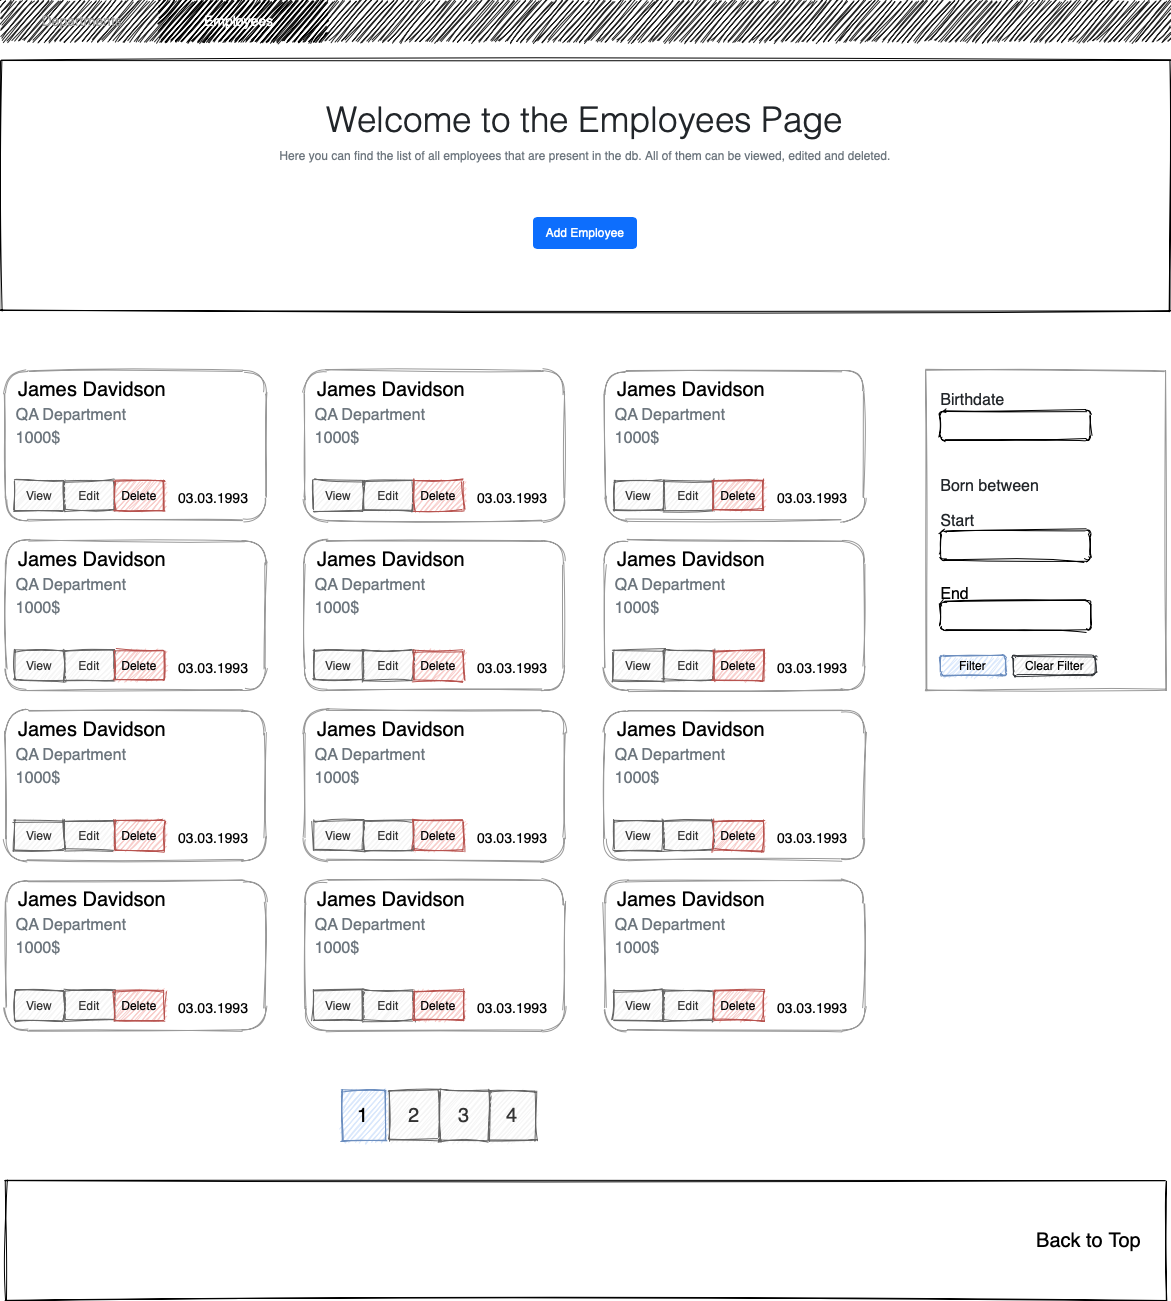 Employees
Welcome to the Employees Page
Here you can find the list of all employees that are present in the db. All of them can be viewed, edited and deleted.
Add Employee
James Davidson
QA Department
1000$
View Edit Delete 03.03.1993
James Davidson
QA Department
1000$
View Edit Delete 03.03.1993
James Davidson
QA Department
1000$
View Edit Delete 03.03.1993
James Davidson
QA Department
1000$
View Edit Delete 03.03.1993
James Davidson
QA Department
1000$
View Edit Delete 03.03.1993
James Davidson
QA Department
1000$
View Edit Delete 03.03.1993
James Davidson
QA Department
1000$
View Edit Delete 03.03.1993
James Davidson
QA Department
1000$
View Edit Delete 03.03.1993
James Davidson
QA Department
1000$
View Edit Delete 03.03.1993
James Davidson
QA Department
1000$
View Edit Delete 03.03.1993
James Davidson
QA Department
1000$
View Edit Delete 03.03.1993
James Davidson
QA Department
1000$
View Edit Delete 03.03.1993
Birthdate
Born between
Start
End
Filter Clear Filter
1 2 3 4
Back to Top